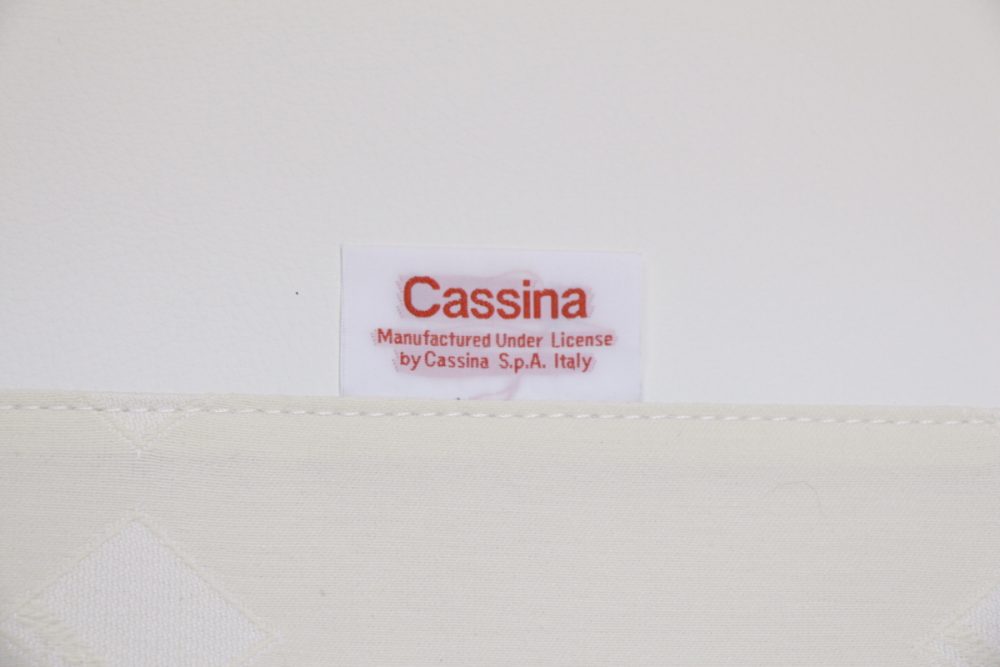 Cassina
Manufactured Under License
by Cassina S.p.A. Italy